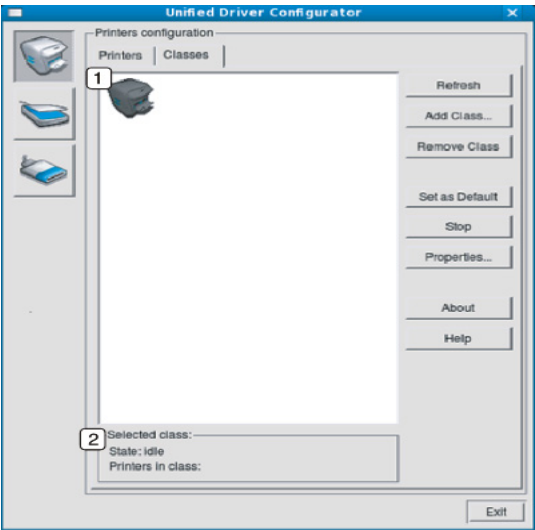 Unified Driver Configurator
Printers configuration
Printers
Classes
1
Refresh
Add Class...
Remove Class
Set as Default
Stop
Properties...
About
Help
2
Selected class:
State: idle
Printers in class:
Exit